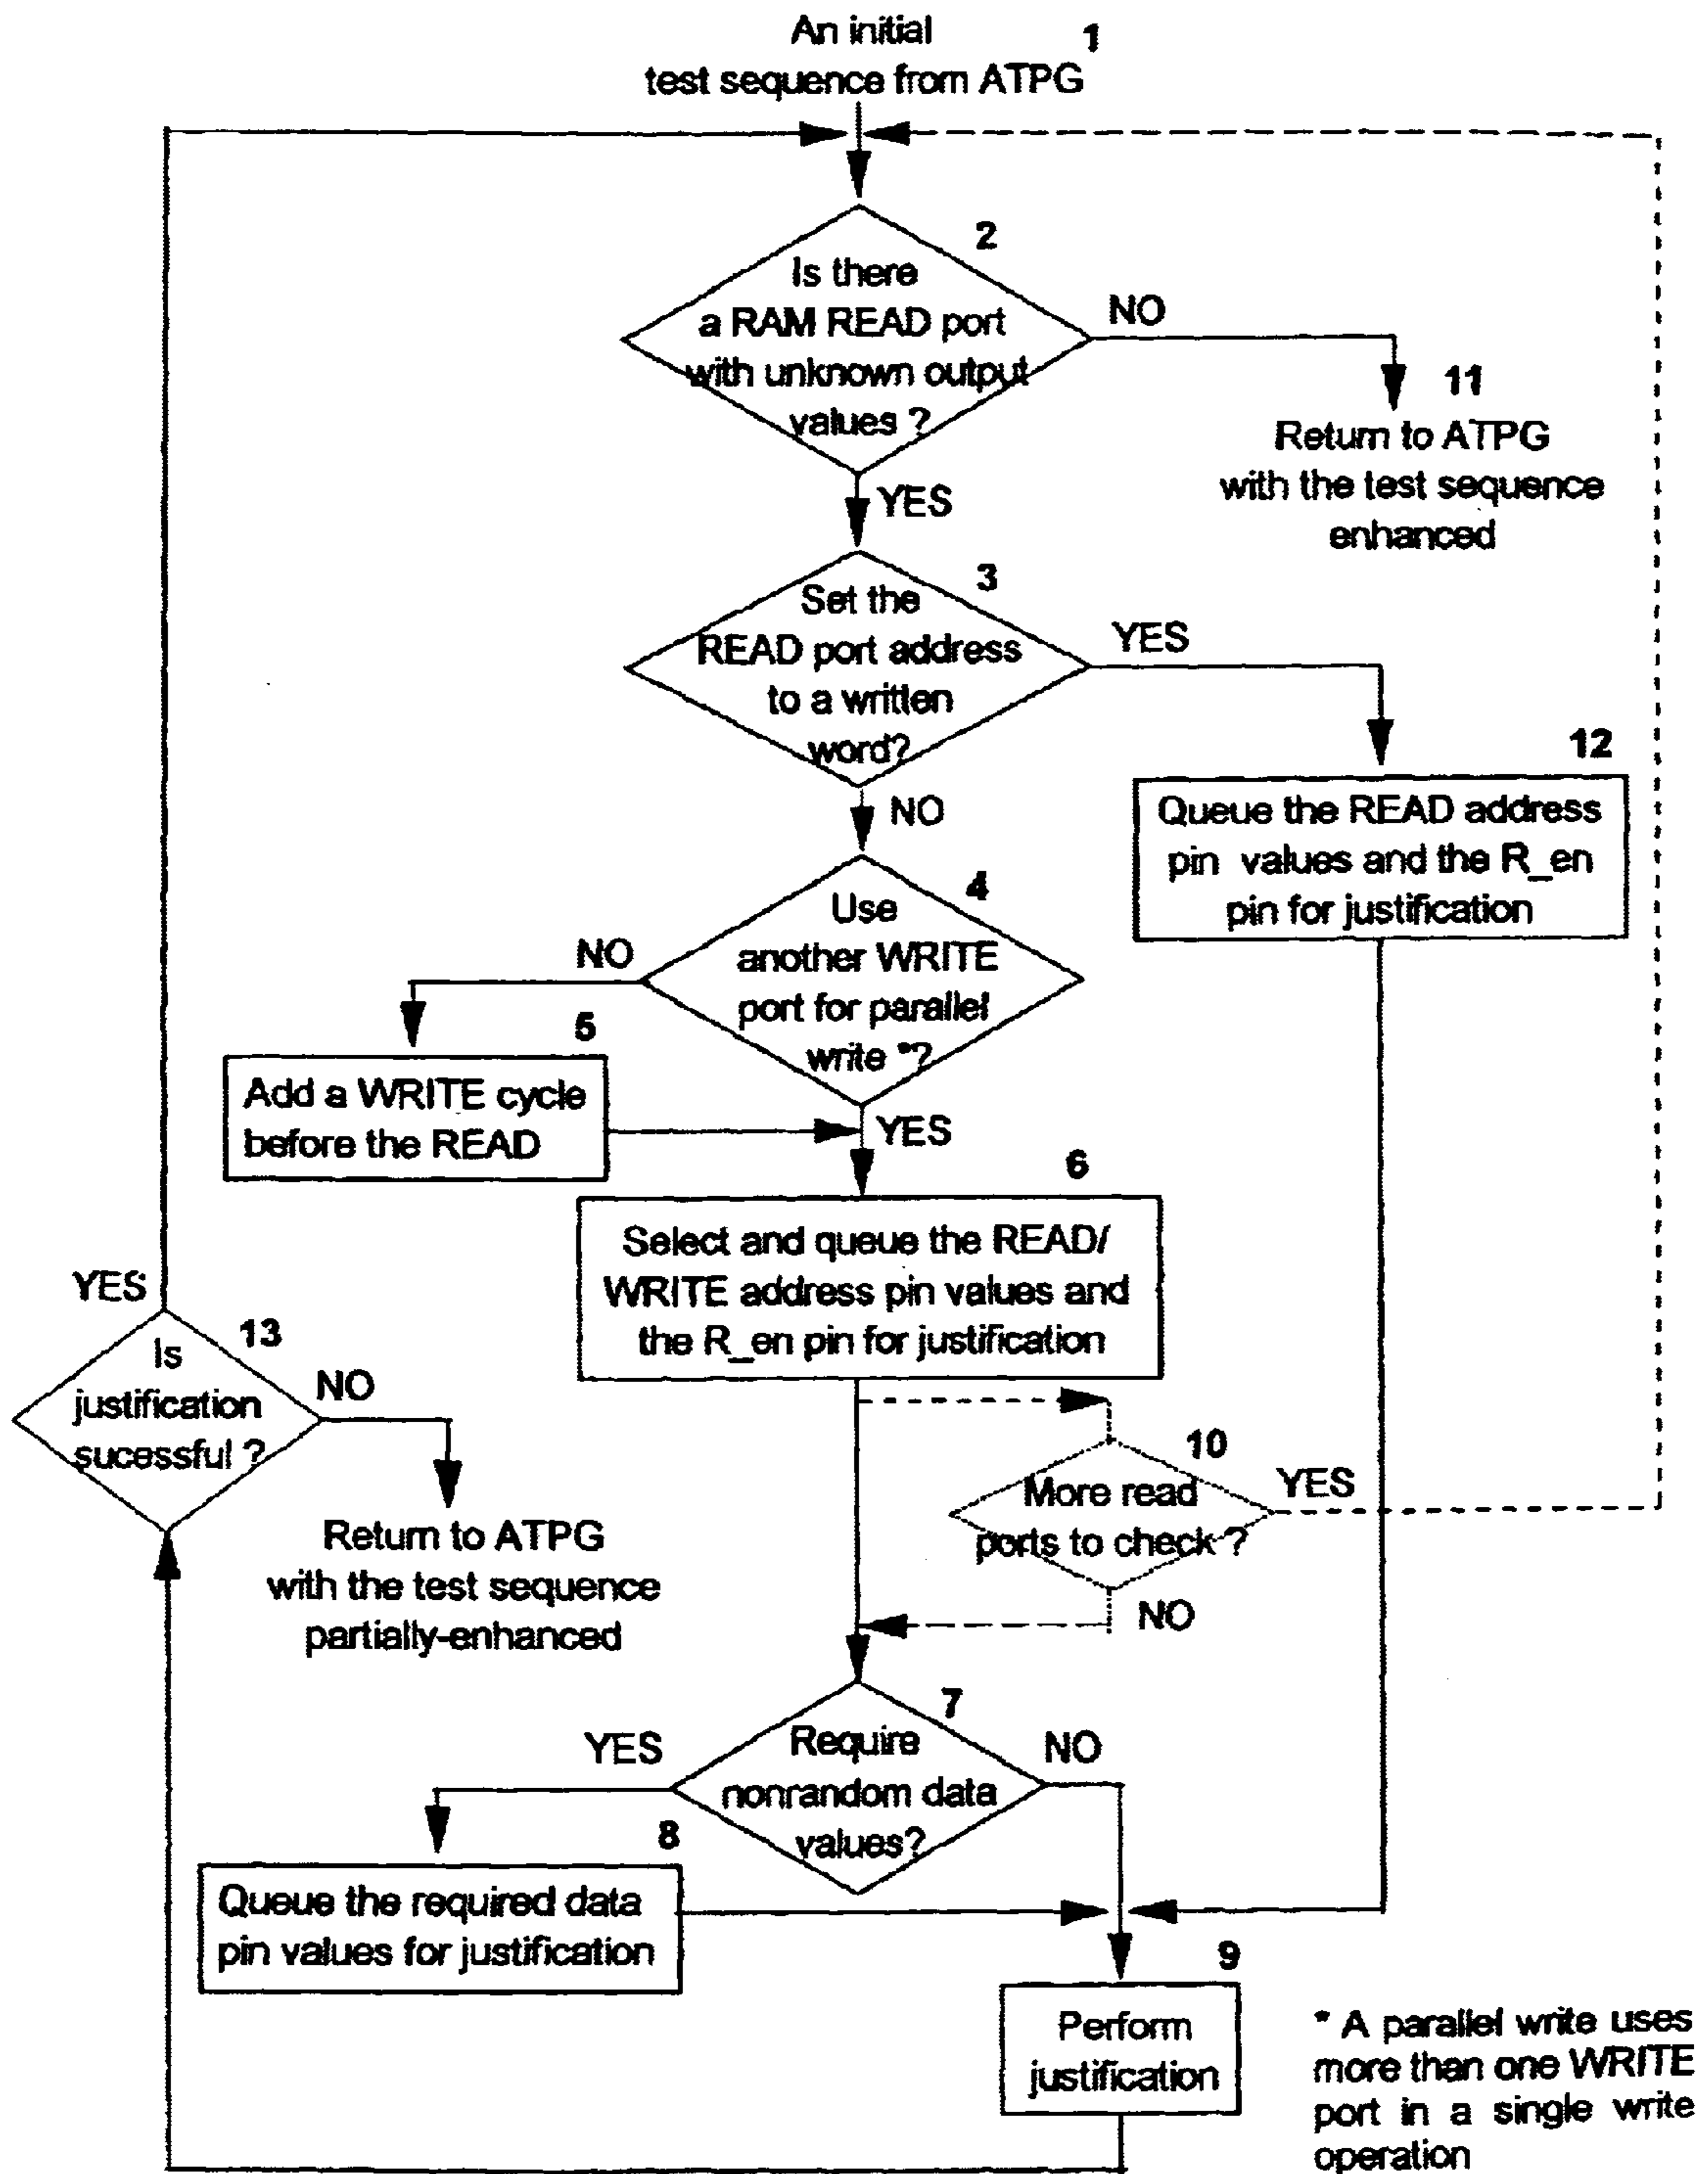 An initial
test sequence from ATPG
1
2
Is there
a RAM READ port
with unknown output
values ?
NO
11
Return to ATPG
with the test sequence
enhanced
YES
3
Set the
READ port address
to a written
word?
YES
12
Queue the READ address
pin values and the R_en
pin for justification
NO
4
Use
another WRITE
port for parallel
write *?
NO
5
Add a WRITE cycle
before the READ
YES
6
Select and queue the READ/
WRITE address pin values and
the R_en pin for justification
YES
13
Is
justification
sucessful ?
NO
Return to ATPG
with the test sequence
partially-enhanced
10
More read
ports to check ?
YES
NO
7
Require
nonrandom data
values?
YES
NO
8
Queue the required data
pin values for justification
9
Perform
justification
* A parallel write uses
more than one WRITE
port in a single write
operation